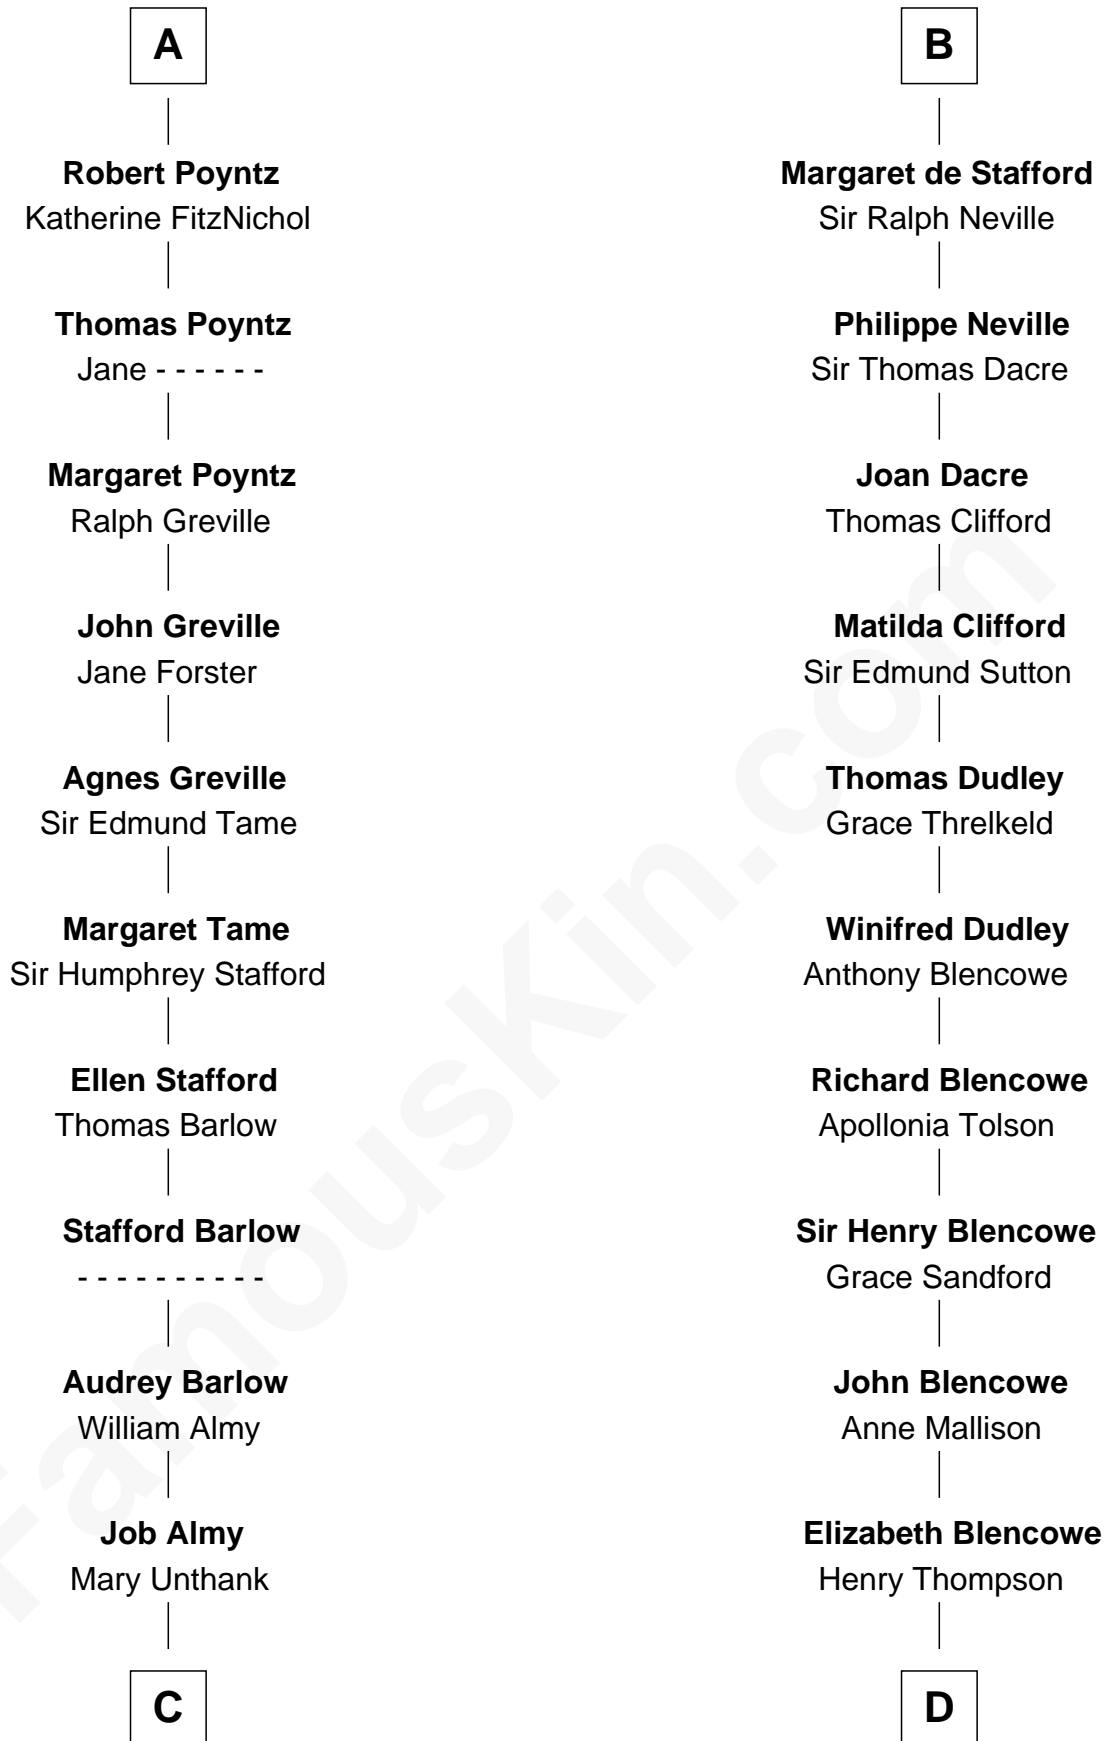 A
Robert Poyntz
Katherine FitzNichol
Thomas Poyntz
Jane - - - - - -
Margaret Poyntz
Ralph Greville
John Greville
Jane Forster
Agnes Greville
Sir Edmund Tame
Margaret Tame
Sir Humphrey Stafford
Ellen Stafford
Thomas Barlow
Stafford Barlow
- - - - - - - - - -
Audrey Barlow
William Almy
Job Almy
Mary Unthank
C
B
Margaret de Stafford
Sir Ralph Neville
Philippe Neville
Sir Thomas Dacre
Joan Dacre
Thomas Clifford
Matilda Clifford
Sir Edmund Sutton
Thomas Dudley
Grace Threlkeld
Winifred Dudley
Anthony Blencowe
Richard Blencowe
Apollonia Tolson
Sir Henry Blencowe
Grace Sandford
John Blencowe
Anne Mallison
Elizabeth Blencowe
Henry Thompson
D
FamousKin.com